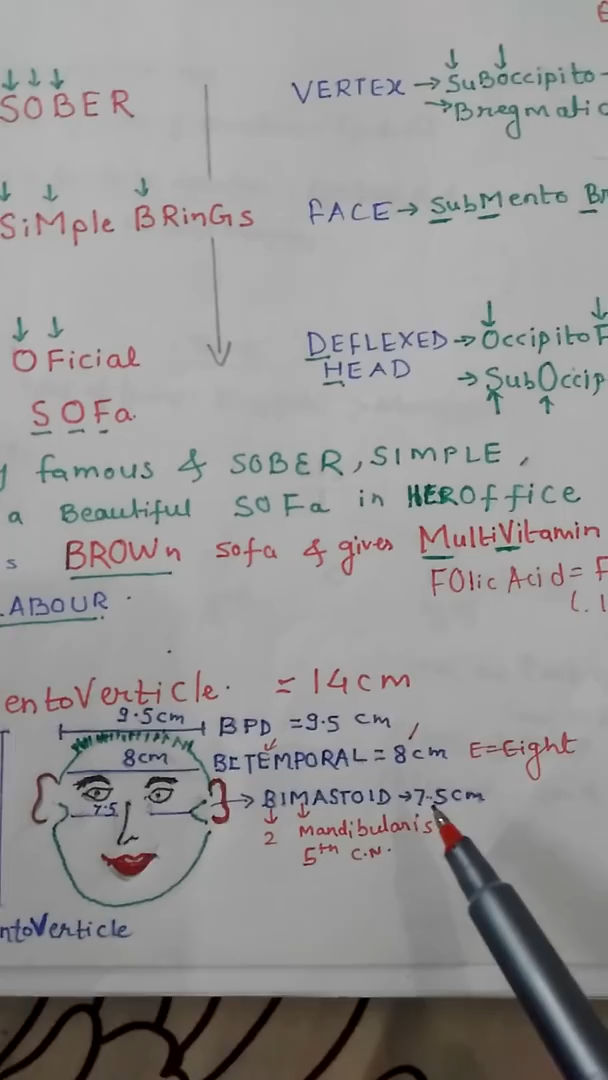 SOBER
VERTEX → SuBoccipito-
→ Bregmatic
SiMple BRinGs
FACE → SubMento Br
OFicial
SOFa.
DEFLEXED → OccipitoF
HEAD → SubOccip
famous & SOBER, SIMPLE,
a Beautiful SOFa in HEROffice
s BROWn sofa & gives MultiVitamin
FOlic Acid = F
LABOUR.
entoVerticle. = 14cm
9.5cm
BPD = 9.5 cm
8cm
BITEMPORAL = 8cm E=Eight
7.5
→ BIMASTOID → 7.5cm
2 Mandibularis
5th C.N.
ntoVerticle